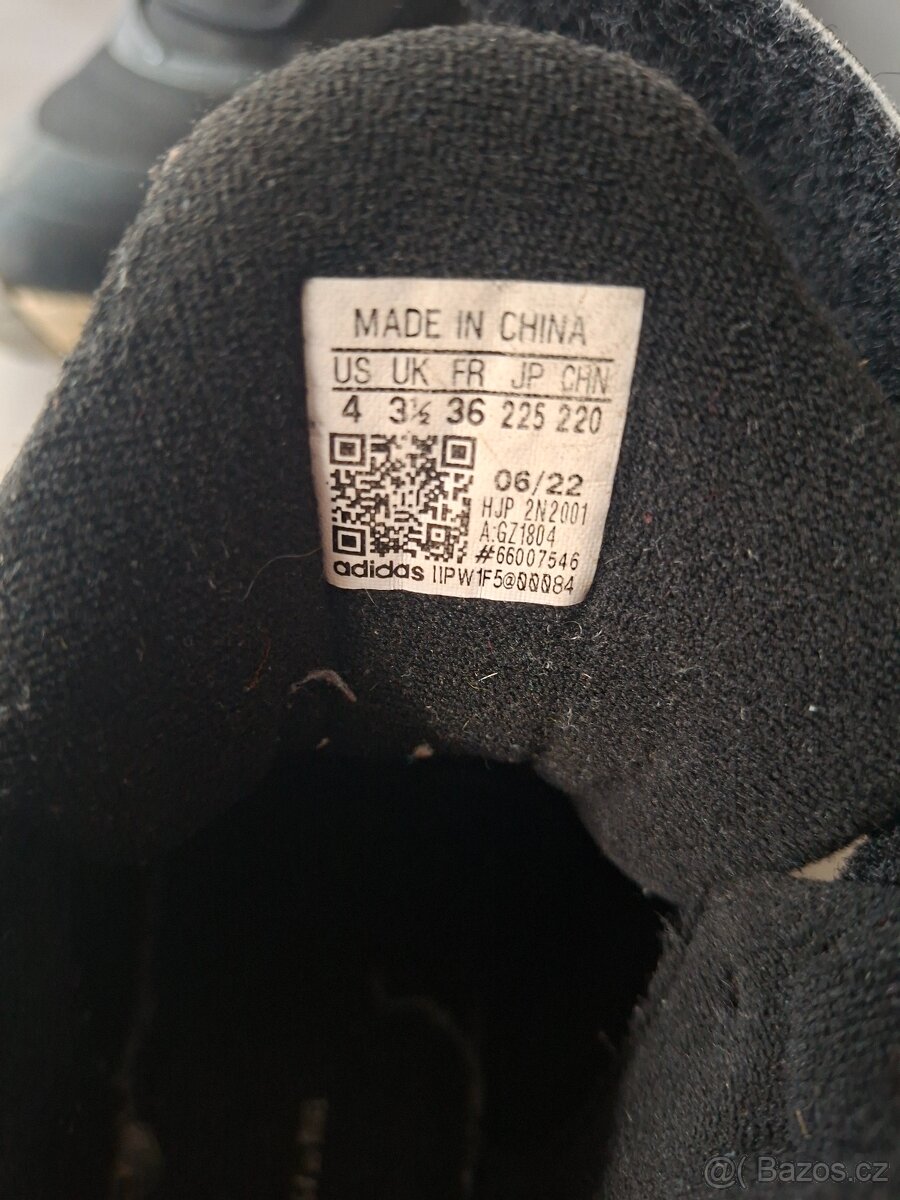 MADE IN CHINA
US UK FR JP CHN
4 3½ 36 225 220
06/22
HJP 2N2001
A:GZ1804
#66007546
adidas 11PW1F5@00084
@( Bazos.cz